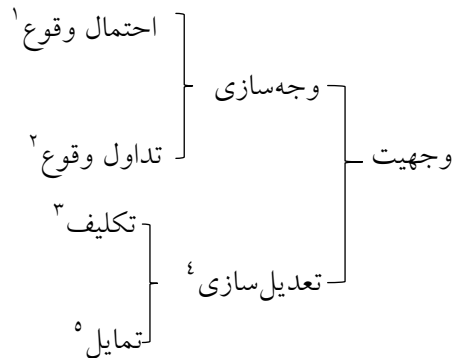 احتمال وقوع۱
وجه‌سازی
تداول وقوع۲
وجهیت
تکلیف۳
تعدیل‌سازی۴
تمایل۵